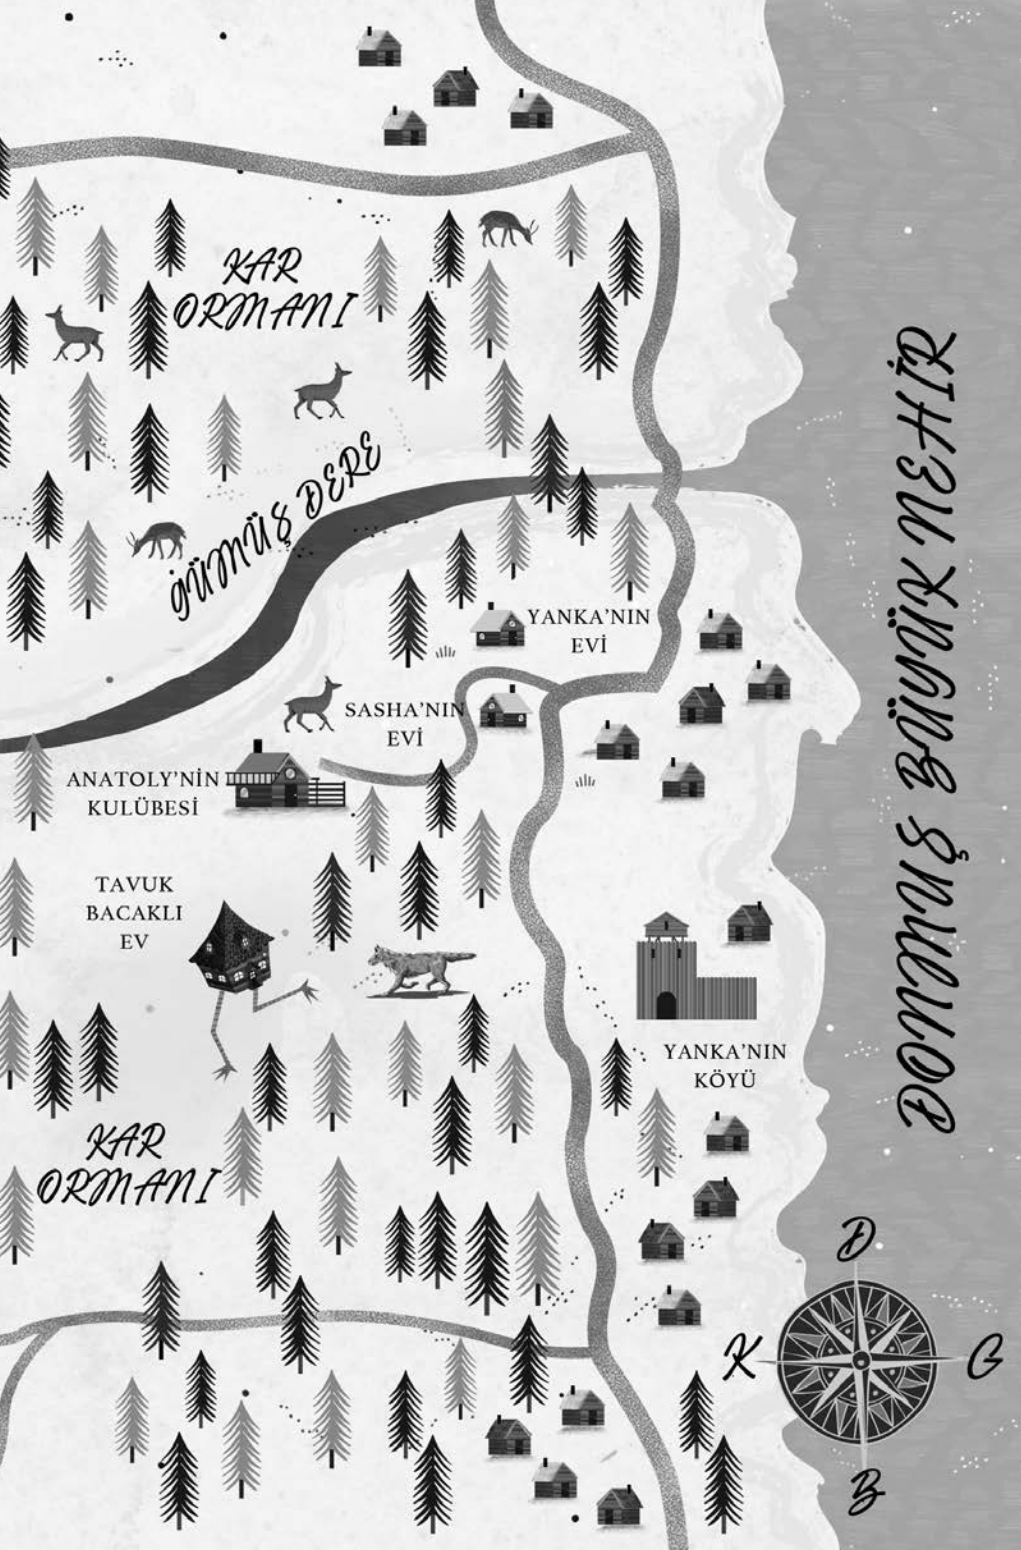 KAR
ORMANI
GÜMÜŞ DERE
DONMUŞ BÜYÜK NEHİR
YANKA'NIN
EVİ
SASHA'NIN
EVİ
ANATOLY'NİN
KULÜBESİ
TAVUK
BACAKLI
EV
YANKA'NIN
KÖYÜ
KAR
ORMANI
D
K
G
B